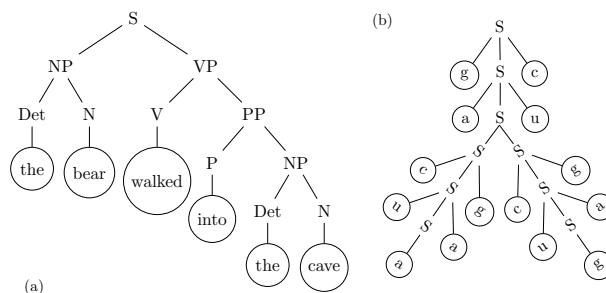 (b)
S
S
g c
NP VP
S
Det N V PP
a u
S
the bear walked P NP
S S
c g
into Det N
S S
u g c a
the cave
S S
a a u g
(a)